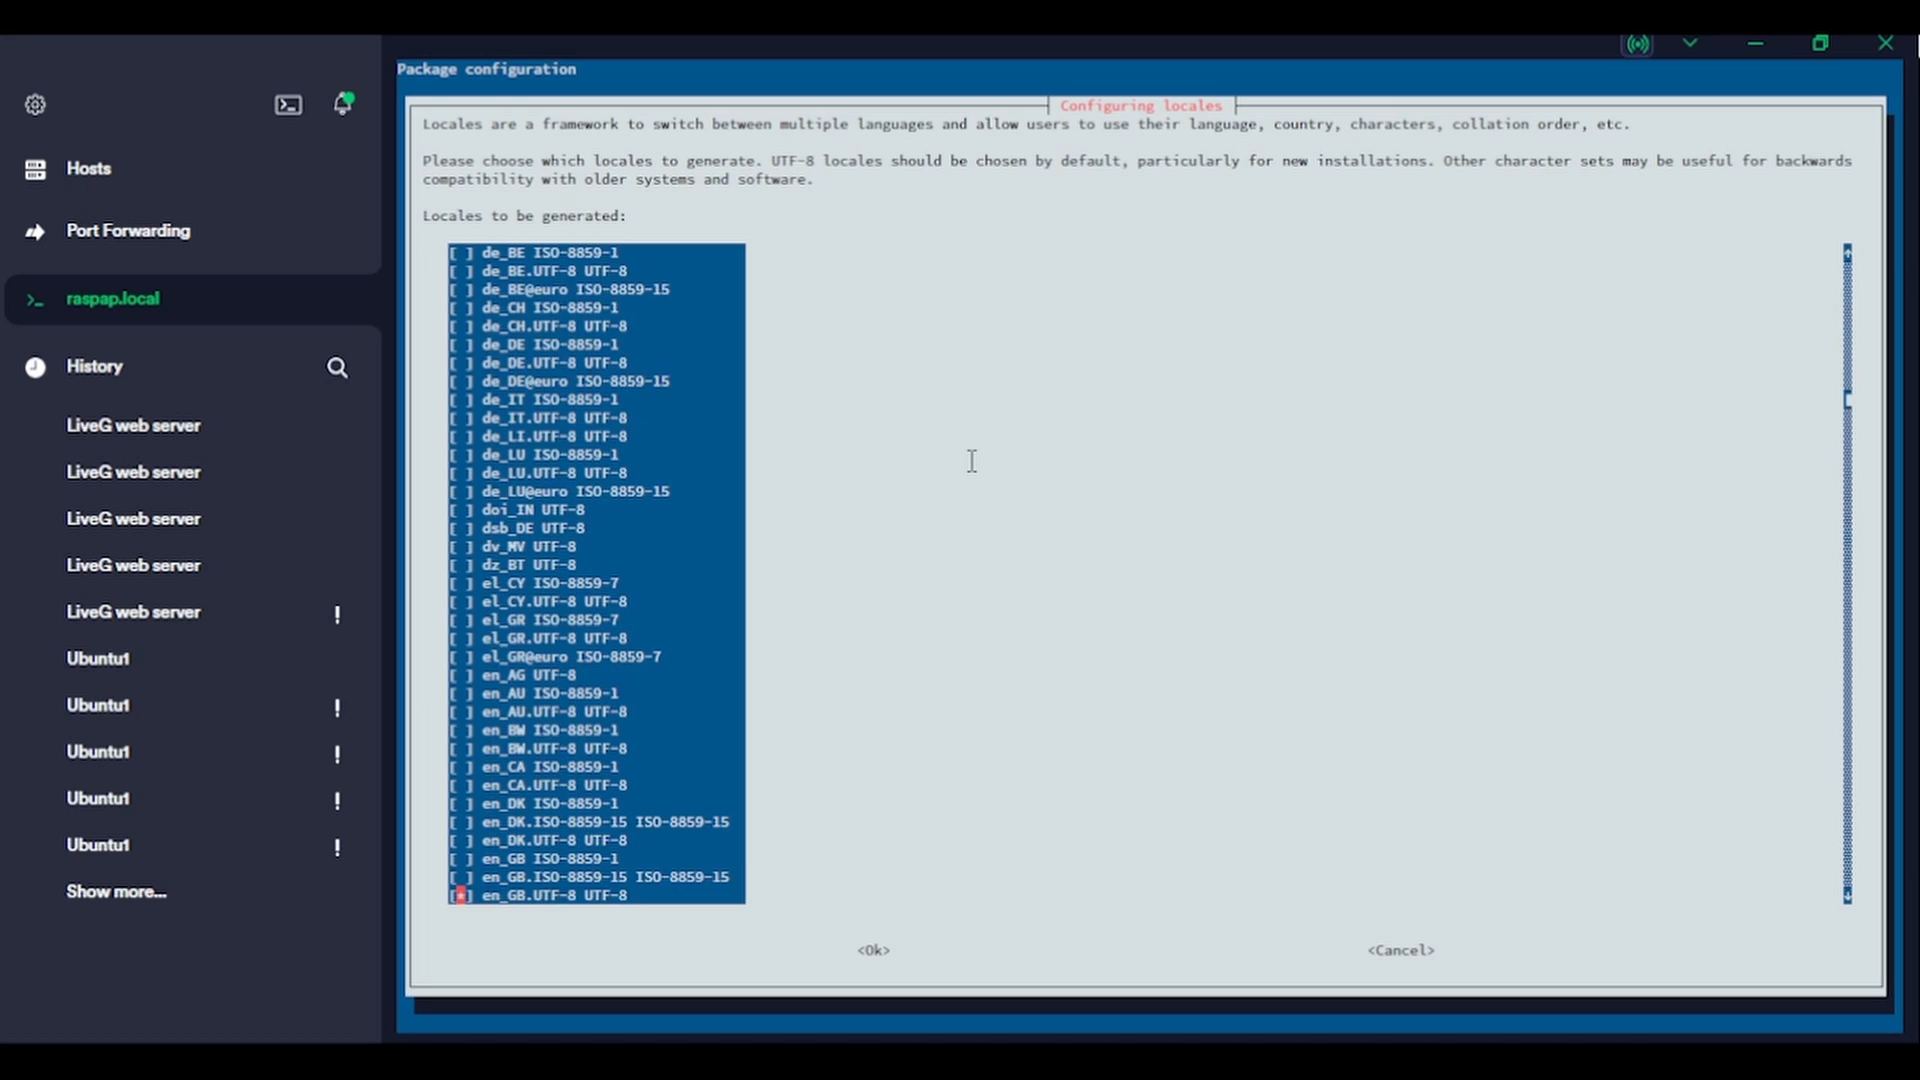 Hosts
Port Forwarding
raspap.local
History
LiveG web server
LiveG web server
LiveG web server
LiveG web server
LiveG web server !
Ubuntu1
Ubuntu1 !
Ubuntu1 !
Ubuntu1 !
Ubuntu1 !
Show more...
Package configuration
Configuring locales
Locales are a framework to switch between multiple languages and allow users to use their language, country, characters, collation order, etc.
Please choose which locales to generate. UTF-8 locales should be chosen by default, particularly for new installations. Other character sets may be useful for backwards
compatibility with older systems and software.
Locales to be generated:
[ ] de_BE ISO-8859-1
[ ] de_BE.UTF-8 UTF-8
[ ] de_BE@euro ISO-8859-15
[ ] de_CH ISO-8859-1
[ ] de_CH.UTF-8 UTF-8
[ ] de_DE ISO-8859-1
[ ] de_DE.UTF-8 UTF-8
[ ] de_DE@euro ISO-8859-15
[ ] de_IT ISO-8859-1
[ ] de_IT.UTF-8 UTF-8
[ ] de_LI.UTF-8 UTF-8
[ ] de_LU ISO-8859-1
[ ] de_LU.UTF-8 UTF-8
[ ] de_LU@euro ISO-8859-15
[ ] doi_IN UTF-8
[ ] dsb_DE UTF-8
[ ] dv_MV UTF-8
[ ] dz_BT UTF-8
[ ] el_CY ISO-8859-7
[ ] el_CY.UTF-8 UTF-8
[ ] el_GR ISO-8859-7
[ ] el_GR.UTF-8 UTF-8
[ ] el_GR@euro ISO-8859-7
[ ] en_AG UTF-8
[ ] en_AU ISO-8859-1
[ ] en_AU.UTF-8 UTF-8
[ ] en_BW ISO-8859-1
[ ] en_BW.UTF-8 UTF-8
[ ] en_CA ISO-8859-1
[ ] en_CA.UTF-8 UTF-8
[ ] en_DK ISO-8859-1
[ ] en_DK.ISO-8859-15 ISO-8859-15
[ ] en_DK.UTF-8 UTF-8
[ ] en_GB ISO-8859-1
[ ] en_GB.ISO-8859-15 ISO-8859-15
[*] en_GB.UTF-8 UTF-8
<Ok> <Cancel>